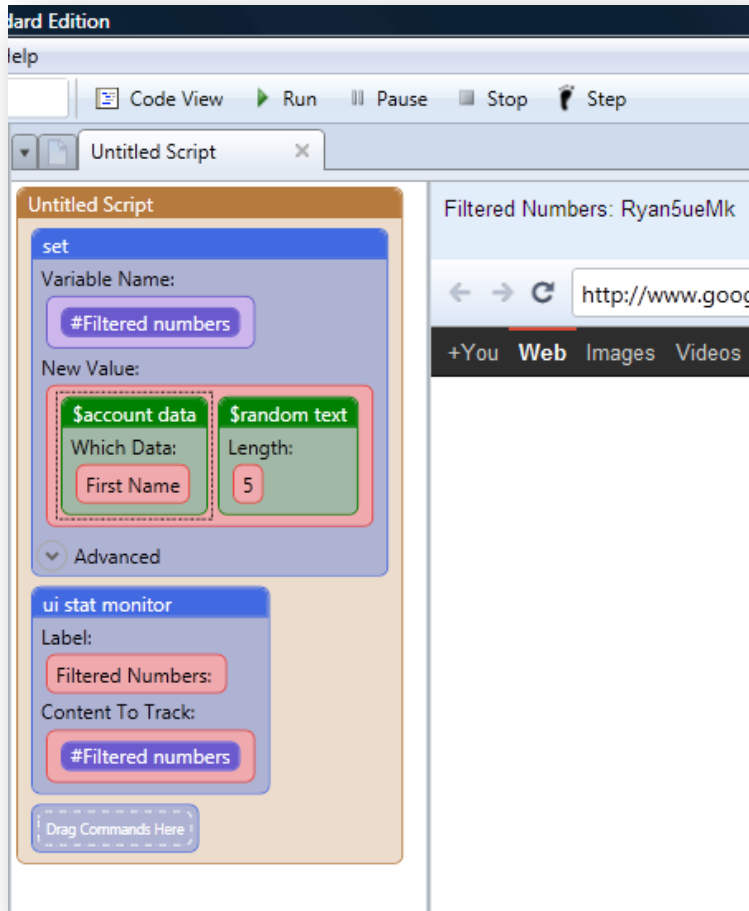 dard Edition
Help
Code View Run Pause Stop Step
Untitled Script
Untitled Script
set
Variable Name:
#Filtered numbers
New Value:
$account data $random text
Which Data: Length:
First Name 5
Advanced
ui stat monitor
Label:
Filtered Numbers:
Content To Track:
#Filtered numbers
Drag Commands Here
Filtered Numbers: Ryan5ueMk
http://www.goog
+You Web Images Videos